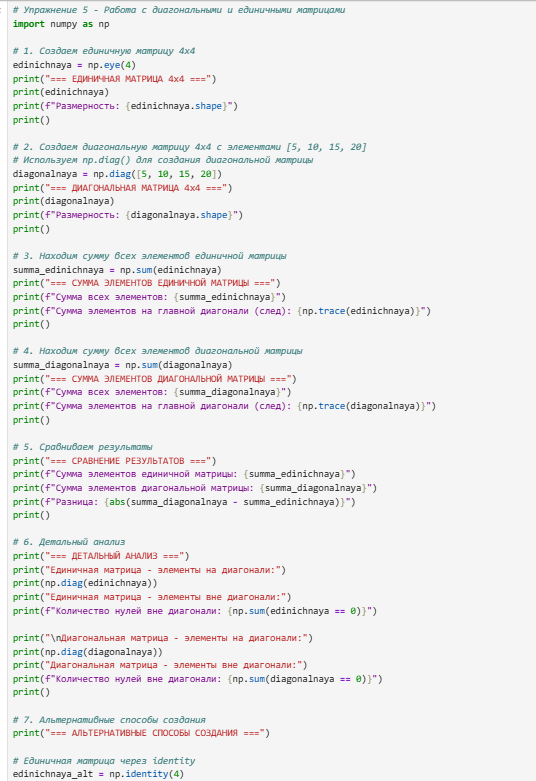 # Упражнение 5 - Работа с диагональными и единичными матрицами
import numpy as np
# 1. Создаем единичную матрицу 4x4
edinichnaya = np.eye(4)
print("=== ЕДИНИЧНАЯ МАТРИЦА 4x4 ===")
print(edinichnaya)
print(f"Размерность: {edinichnaya.shape}")
print()
# 2. Создаем диагональную матрицу 4x4 с элементами [5, 10, 15, 20]
# Используем np.diag() для создания диагональной матрицы
diagonalnaya = np.diag([5, 10, 15, 20])
print("=== ДИАГОНАЛЬНАЯ МАТРИЦА 4x4 ===")
print(diagonalnaya)
print(f"Размерность: {diagonalnaya.shape}")
print()
# 3. Находим сумму всех элементов единичной матрицы
summa_edinichnaya = np.sum(edinichnaya)
print("=== СУММА ЭЛЕМЕНТОВ ЕДИНИЧНОЙ МАТРИЦЫ ===")
print(f"Сумма всех элементов: {summa_edinichnaya}")
print(f"Сумма элементов на главной диагонали (след): {np.trace(edinichnaya)}")
print()
# 4. Находим сумму всех элементов диагональной матрицы
summa_diagonalnaya = np.sum(diagonalnaya)
print("=== СУММА ЭЛЕМЕНТОВ ДИАГОНАЛЬНОЙ МАТРИЦЫ ===")
print(f"Сумма всех элементов: {summa_diagonalnaya}")
print(f"Сумма элементов на главной диагонали (след): {np.trace(diagonalnaya)}")
print()
# 5. Сравниваем результаты
print("=== СРАВНЕНИЕ РЕЗУЛЬТАТОВ ===")
print(f"Сумма элементов единичной матрицы: {summa_edinichnaya}")
print(f"Сумма элементов диагональной матрицы: {summa_diagonalnaya}")
print(f"Разница: {abs(summa_diagonalnaya - summa_edinichnaya)}")
print()
# 6. Детальный анализ
print("=== ДЕТАЛЬНЫЙ АНАЛИЗ ===")
print("Единичная матрица - элементы на диагонали:")
print(np.diag(edinichnaya))
print("Единичная матрица - элементы вне диагонали:")
print(f"Количество нулей вне диагонали: {np.sum(edinichnaya == 0)}")
print("\nДиагональная матрица - элементы на диагонали:")
print(np.diag(diagonalnaya))
print("Диагональная матрица - элементы вне диагонали:")
print(f"Количество нулей вне диагонали: {np.sum(diagonalnaya == 0)}")
print()
# 7. Альтернативные способы создания
print("=== АЛЬТЕРНАТИВНЫЕ СПОСОБЫ СОЗДАНИЯ ===")
# Единичная матрица через identity
edinichnaya_alt = np.identity(4)